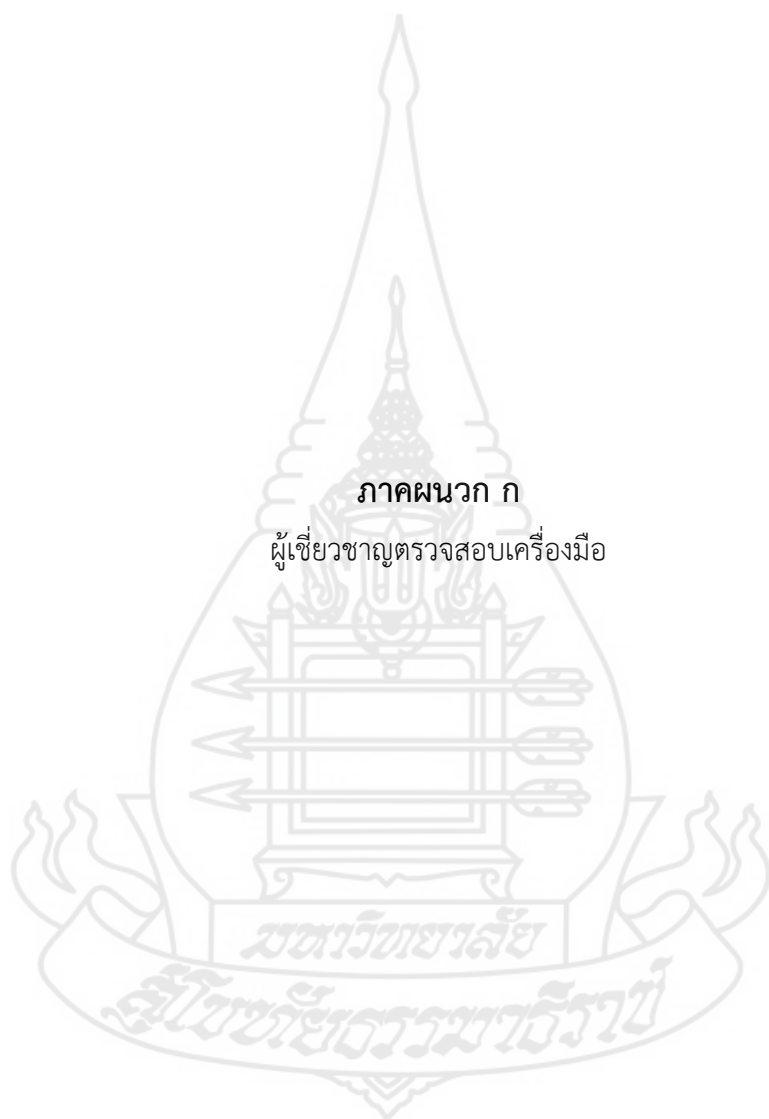 ภาคผนวก ก
ผู้เชี่ยวชาญตรวจสอบเครื่องมือ
มหาวิทยาลัย
สุโขทัยธรรมาธิราช